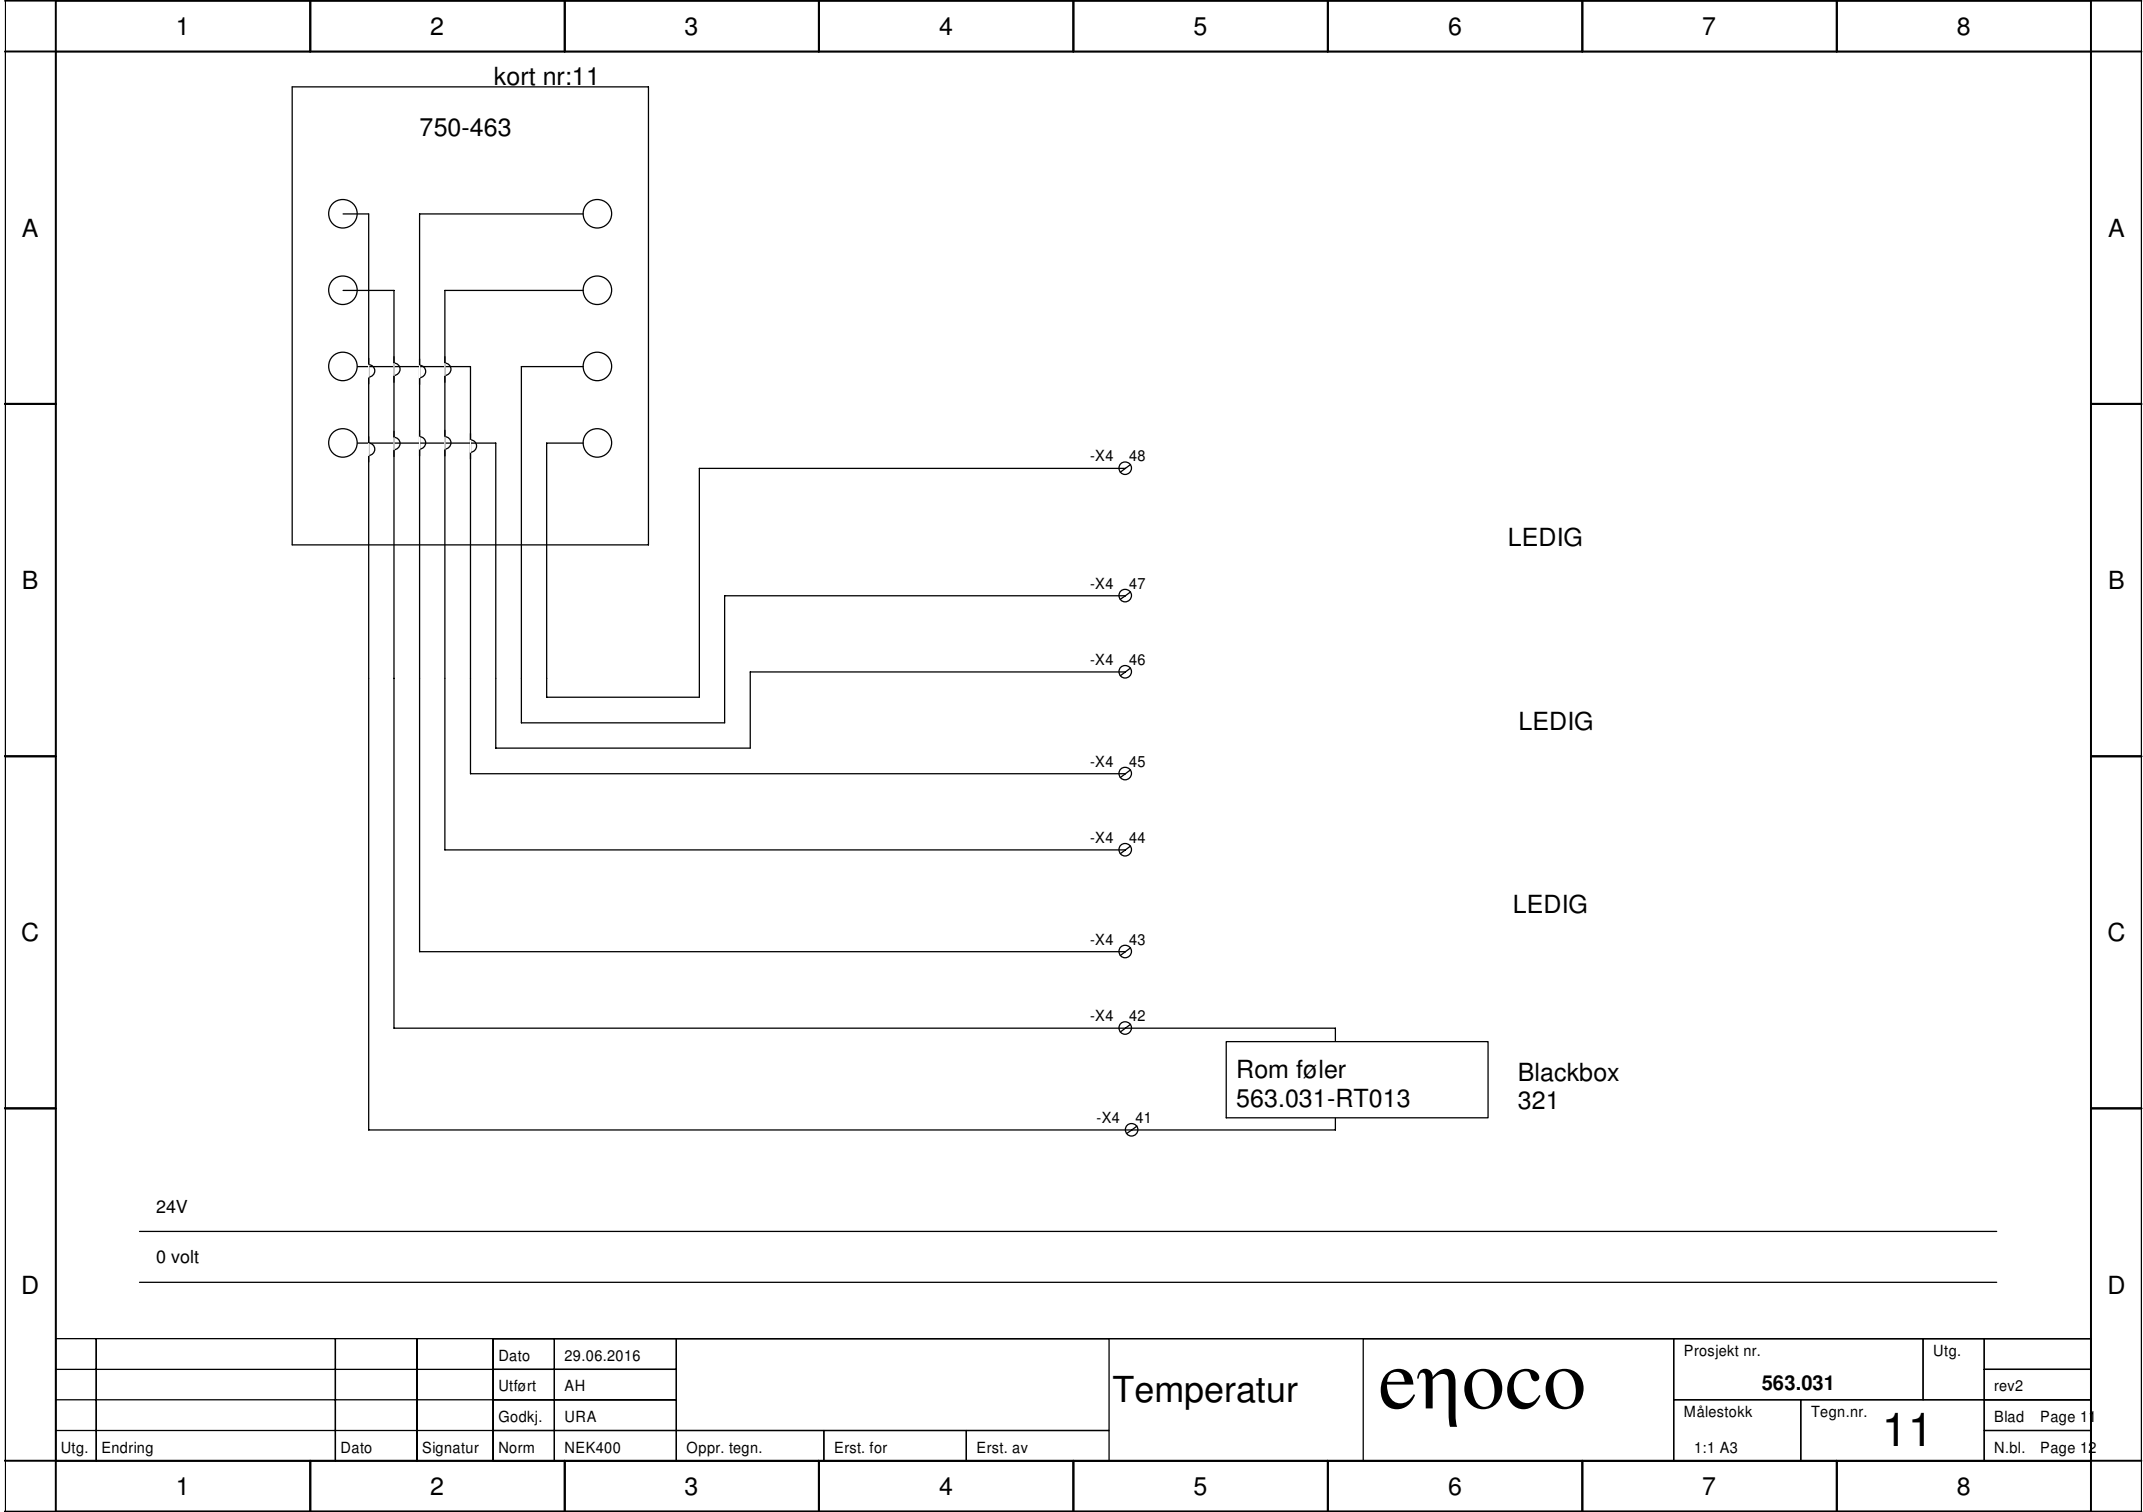 1 2 3 4 5 6 7 8
kort nr:11
750-463
A A
-X4 48
LEDIG
B B
-X4 47
-X4 46
LEDIG
-X4 45
-X4 44
LEDIG
C C
-X4 43
-X4 42
Rom føler
563.031-RT013
Blackbox
321
-X4 41
24V
0 volt
D D
Dato 29.06.2016
Utført AH
Godkj. URA
Utg. Endring Dato Signatur Norm NEK400 Oppr. tegn. Erst. for Erst. av
Temperatur
eηoco
Prosjekt nr. Utg.
563.031 rev2
Målestokk Tegn.nr. 11 Blad Page 11
1:1 A3 N.bl. Page 12
1 2 3 4 5 6 7 8